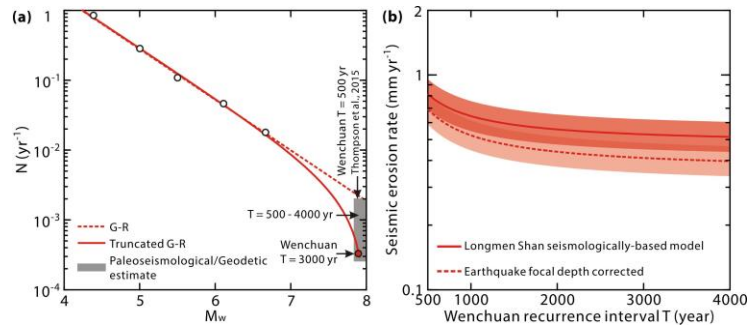 (a)
1
10⁻¹
10⁻²
10⁻³
10⁻⁴
N (yr⁻¹)
4
5
6
7
8
Mw
Wenchuan T = 500 yr
Thompson et al., 2015
T = 500 - 4000 yr
Wenchuan
T = 3000 yr
G-R
Truncated G-R
Paleoseismological/Geodetic
estimate
(b)
2
1
0.1
Seismic erosion rate (mm yr⁻¹)
Longmen Shan seismologically-based model
Earthquake focal depth corrected
500
1000
2000
3000
4000
Wenchuan recurrence interval T (year)